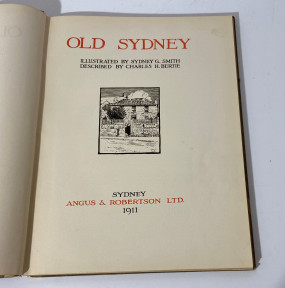 OLD SYDNEY
ILLUSTRATED BY SYDNEY G. SMITH
DESCRIBED BY CHARLES H. BERTIE
SYDNEY
ANGUS & ROBERTSON LTD.
1911